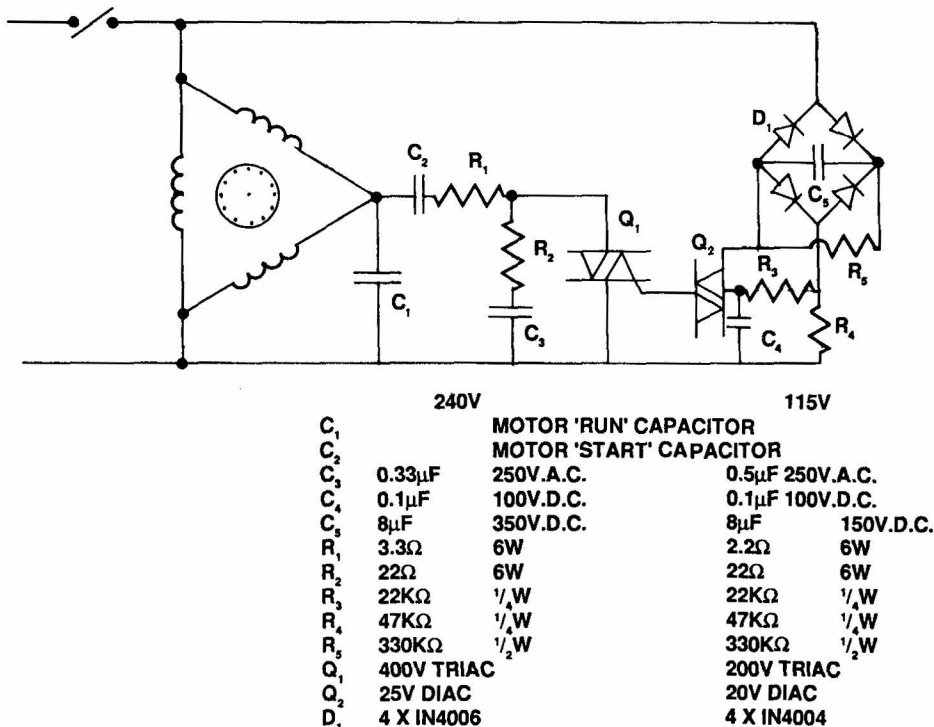 D₁
C₂
R₁
C₅
Q₁
Q₂
R₂
R₃
R₅
C₁
C₃
C₄
R₄
240V 115V
C₁ MOTOR 'RUN' CAPACITOR
C₂ MOTOR 'START' CAPACITOR
C₃ 0.33µF 250V.A.C. 0.5µF 250V.A.C.
C₄ 0.1µF 100V.D.C. 0.1µF 100V.D.C.
C₅ 8µF 350V.D.C. 8µF 150V.D.C.
R₁ 3.3Ω 6W 2.2Ω 6W
R₂ 22Ω 6W 22Ω 6W
R₃ 22KΩ ¹/₄W 22KΩ ¹/₄W
R₄ 47KΩ ¹/₄W 47KΩ ¹/₄W
R₅ 330KΩ ¹/₂W 330KΩ ¹/₂W
Q₁ 400V TRIAC 200V TRIAC
Q₂ 25V DIAC 20V DIAC
D₁ 4 X IN4006 4 X IN4004